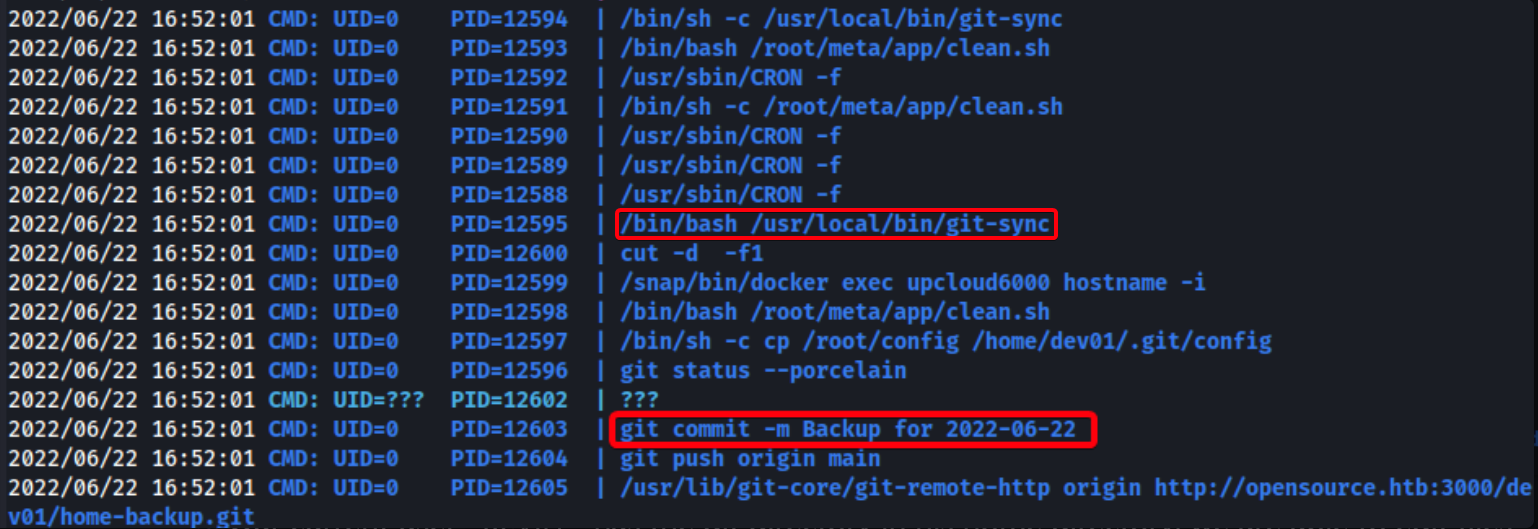 2022/06/22 16:52:01 CMD: UID=0    PID=12594  | /bin/sh -c /usr/local/bin/git-sync
2022/06/22 16:52:01 CMD: UID=0    PID=12593  | /bin/bash /root/meta/app/clean.sh
2022/06/22 16:52:01 CMD: UID=0    PID=12592  | /usr/sbin/CRON -f
2022/06/22 16:52:01 CMD: UID=0    PID=12591  | /bin/sh -c /root/meta/app/clean.sh
2022/06/22 16:52:01 CMD: UID=0    PID=12590  | /usr/sbin/CRON -f
2022/06/22 16:52:01 CMD: UID=0    PID=12589  | /usr/sbin/CRON -f
2022/06/22 16:52:01 CMD: UID=0    PID=12588  | /usr/sbin/CRON -f
2022/06/22 16:52:01 CMD: UID=0    PID=12595  | /bin/bash /usr/local/bin/git-sync
2022/06/22 16:52:01 CMD: UID=0    PID=12600  | cut -d  -f1
2022/06/22 16:52:01 CMD: UID=0    PID=12599  | /snap/bin/docker exec upcloud6000 hostname -i
2022/06/22 16:52:01 CMD: UID=0    PID=12598  | /bin/bash /root/meta/app/clean.sh
2022/06/22 16:52:01 CMD: UID=0    PID=12597  | /bin/sh -c cp /root/config /home/dev01/.git/config
2022/06/22 16:52:01 CMD: UID=0    PID=12596  | git status --porcelain
2022/06/22 16:52:01 CMD: UID=???  PID=12602  | ???
2022/06/22 16:52:01 CMD: UID=0    PID=12603  | git commit -m Backup for 2022-06-22
2022/06/22 16:52:01 CMD: UID=0    PID=12604  | git push origin main
2022/06/22 16:52:01 CMD: UID=0    PID=12605  | /usr/lib/git-core/git-remote-http origin http://opensource.htb:3000/de
v01/home-backup.git